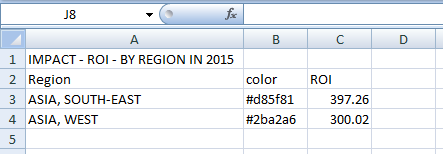 J8 fx
A B C D
1 IMPACT - ROI - BY REGION IN 2015
2 Region color ROI
3 ASIA, SOUTH-EAST #d85f81 397.26
4 ASIA, WEST #2ba2a6 300.02
5